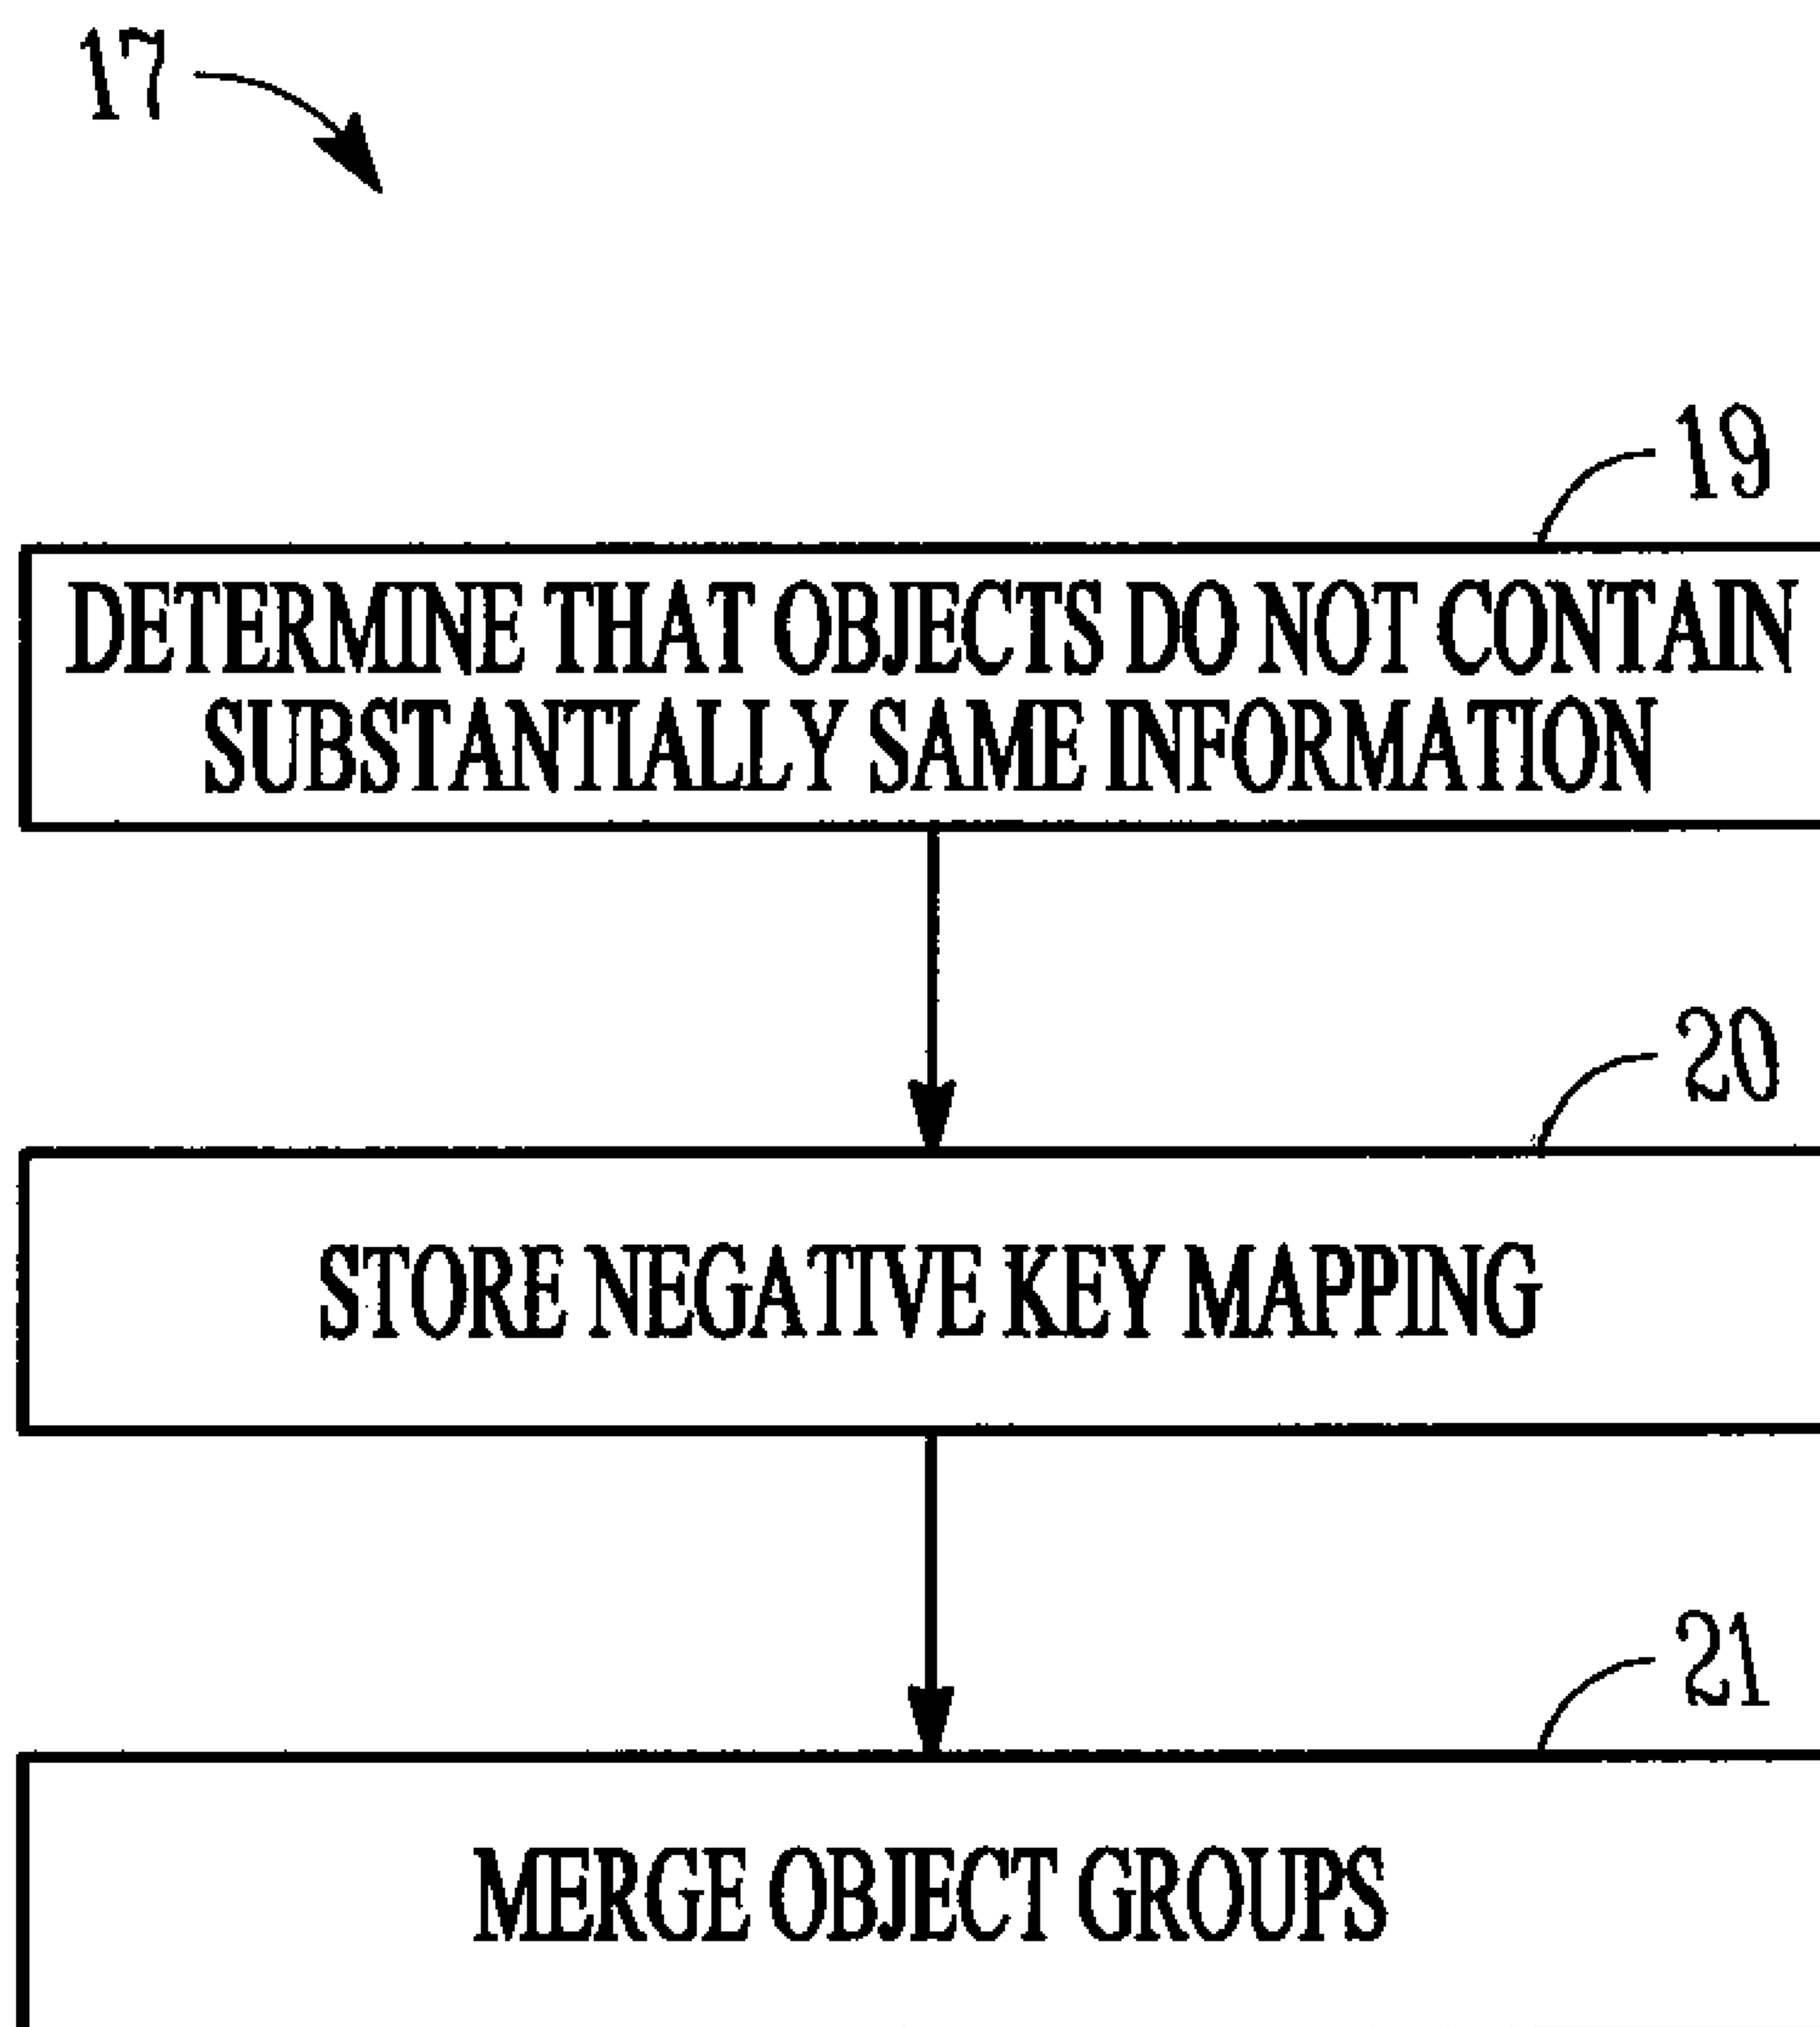 17
19
DETERMINE THAT OBJECTS DO NOT CONTAIN
SUBSTANTIALLY SAME INFORMATION
20
STORE NEGATIVE KEY MAPPING
21
MERGE OBJECT GROUPS